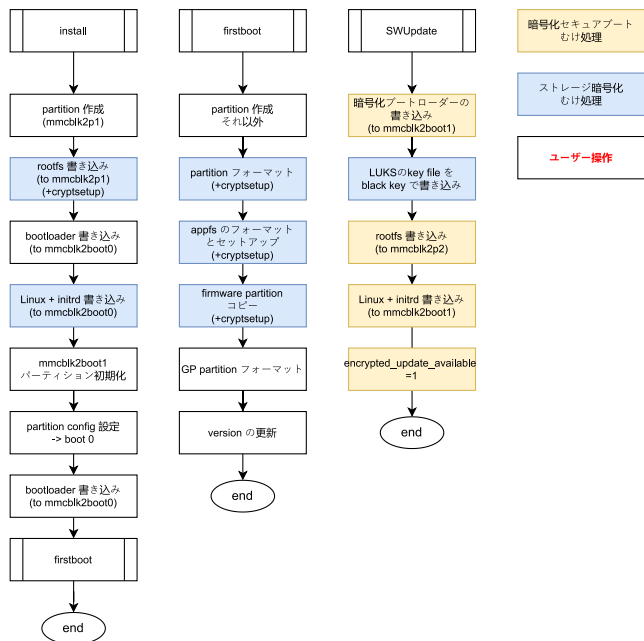 install
partition 作成
(mmcblk2p1)
rootfs 書き込み
(to mmcblk2p1)
(+cryptsetup)
bootloader 書き込み
(to mmcblk2boot0)
Linux + initrd 書き込み
(to mmcblk2boot0)
mmcblk2boot1
パーティション初期化
partition config 設定
-> boot 0
bootloader 書き込み
(to mmcblk2boot0)
firstboot
end
firstboot
partition 作成
それ以外
partition フォーマット
(+cryptsetup)
appfs のフォーマット
とセットアップ
(+cryptsetup)
firmware partition
コピー
(+cryptsetup)
GP partition フォーマット
version の更新
end
SWUpdate
暗号化ブートローダーの
書き込み
(to mmcblk2boot1)
LUKSのkey file を
black key で書き込み
rootfs 書き込み
(to mmcblk2p2)
Linux + initrd 書き込み
(to mmcblk2boot1)
encrypted_update_available
=1
end
暗号化セキュアブート
むけ処理
ストレージ暗号化
むけ処理
ユーザー操作